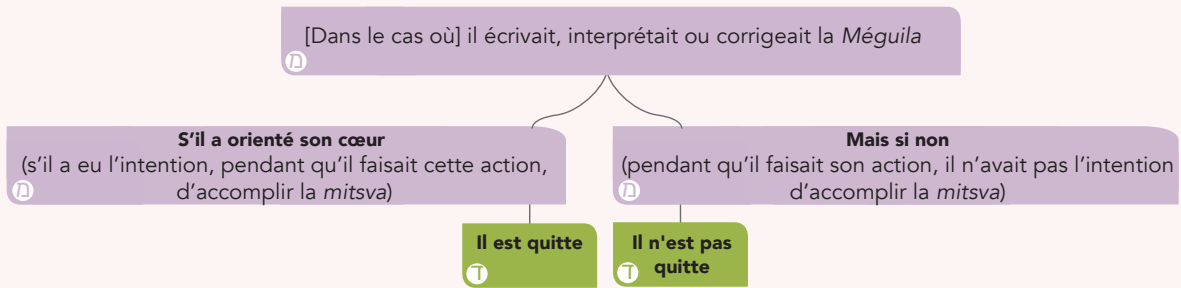 [Dans le cas où] il écrivait, interprétait ou corrigeait la Méguila
מ
S'il a orienté son cœur
(s'il a eu l'intention, pendant qu'il faisait cette action,
d'accomplir la mitsva)
מ
Mais si non
(pendant qu'il faisait son action, il n'avait pas l'intention
d'accomplir la mitsva)
מ
Il est quitte
ד
Il n'est pas
quitte
ד